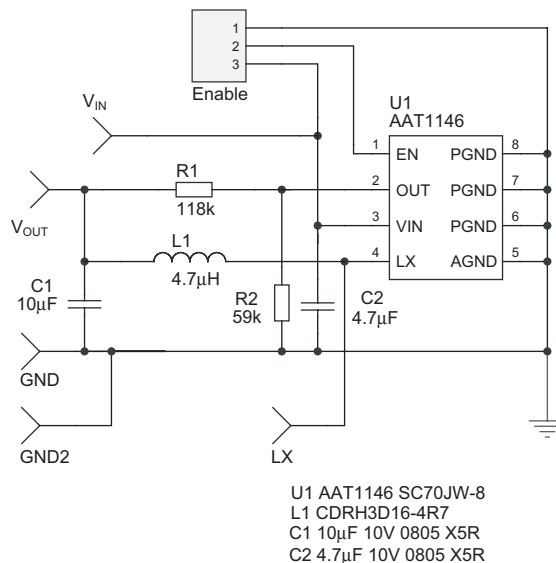 1
2
3
Enable
V_IN
U1
AAT1146
1 EN PGND 8
2 OUT PGND 7
3 VIN PGND 6
4 LX AGND 5
R1
118k
V_OUT
L1
4.7μH
C1
10μF
R2
59k
C2
4.7μF
GND
GND2
LX
U1 AAT1146 SC70JW-8
L1 CDRH3D16-4R7
C1 10μF 10V 0805 X5R
C2 4.7μF 10V 0805 X5R